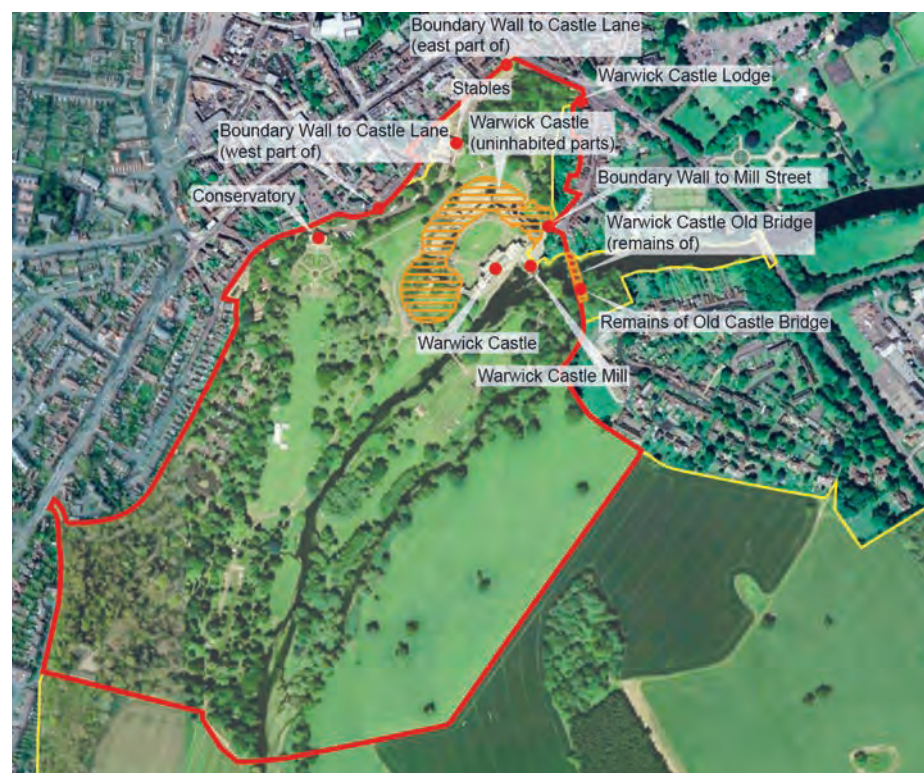 Boundary Wall to Castle Lane
(east part of)
Warwick Castle Lodge
Stables
Warwick Castle
(uninhabited parts)
Boundary Wall to Castle Lane
(west part of)
Boundary Wall to Mill Street
Conservatory
Warwick Castle Old Bridge
(remains of)
Remains of Old Castle Bridge
Warwick Castle
Warwick Castle Mill